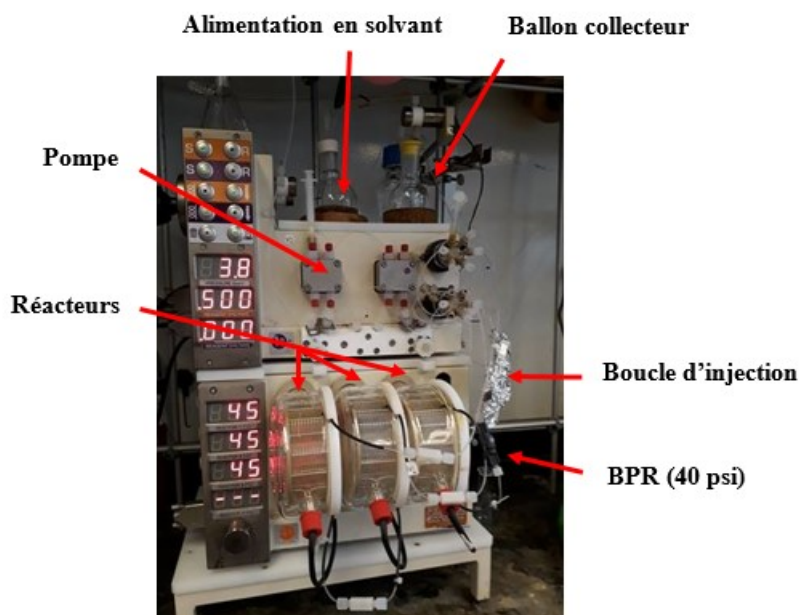 Alimentation en solvant
Ballon collecteur
Pompe
S R
S R
3.8
.500
.000
Réacteurs
45
45
45
---
Boucle d'injection
BPR (40 psi)